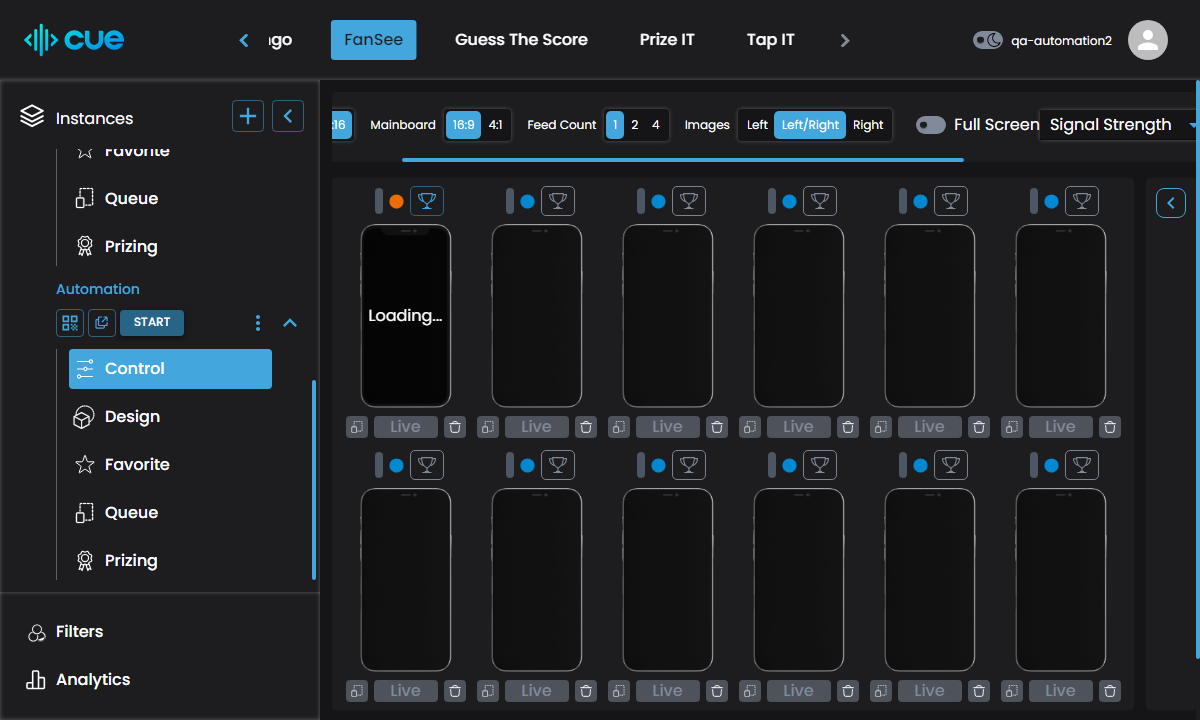 cue
FanSee
Guess The Score
Prize IT
Tap IT
qa-automation2
Instances
Favorite
Queue
Prizing
Automation
START
Control
Design
Favorite
Queue
Prizing
Filters
Analytics
:16
Mainboard
16:9
4:1
Feed Count
1
2
4
Images
Left
Left/Right
Right
Full Screen
Signal Strength
Loading...
Live
Live
Live
Live
Live
Live
Live
Live
Live
Live
Live
Live